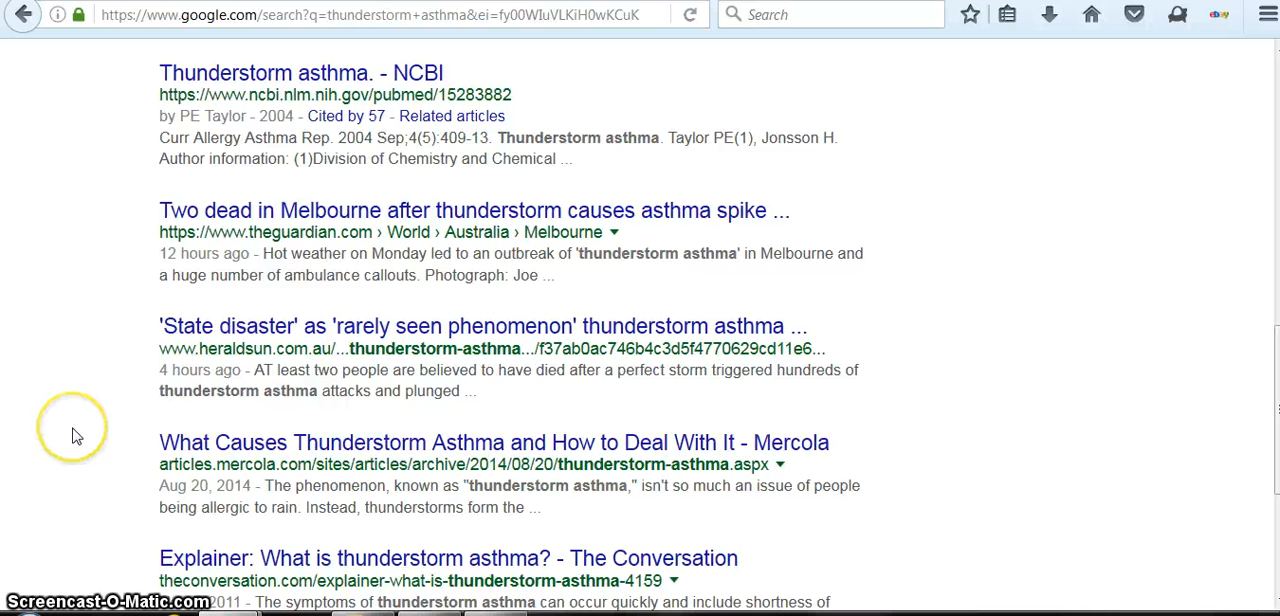 https://www.google.com/search?q=thunderstorm+asthma&ei=fy00WIuVLKiH0wKCuK
Search
ebay
Thunderstorm asthma. - NCBI
https://www.ncbi.nlm.nih.gov/pubmed/15283882
by PE Taylor - 2004 - Cited by 57 - Related articles
Curr Allergy Asthma Rep. 2004 Sep;4(5):409-13. Thunderstorm asthma. Taylor PE(1), Jonsson H.
Author information: (1)Division of Chemistry and Chemical ...
Two dead in Melbourne after thunderstorm causes asthma spike ...
https://www.theguardian.com › World › Australia › Melbourne
12 hours ago - Hot weather on Monday led to an outbreak of 'thunderstorm asthma' in Melbourne and
a huge number of ambulance callouts. Photograph: Joe ...
'State disaster' as 'rarely seen phenomenon' thunderstorm asthma ...
www.heraldsun.com.au/...thunderstorm-asthma.../f37ab0ac746b4c3d5f4770629cd11e6...
4 hours ago - AT least two people are believed to have died after a perfect storm triggered hundreds of
thunderstorm asthma attacks and plunged ...
What Causes Thunderstorm Asthma and How to Deal With It - Mercola
articles.mercola.com/sites/articles/archive/2014/08/20/thunderstorm-asthma.aspx
Aug 20, 2014 - The phenomenon, known as "thunderstorm asthma," isn't so much an issue of people
being allergic to rain. Instead, thunderstorms form the ...
Explainer: What is thunderstorm asthma? - The Conversation
theconversation.com/explainer-what-is-thunderstorm-asthma-4159
2011 - The symptoms of thunderstorm asthma can occur quickly and include shortness of
Screencast-O-Matic.com